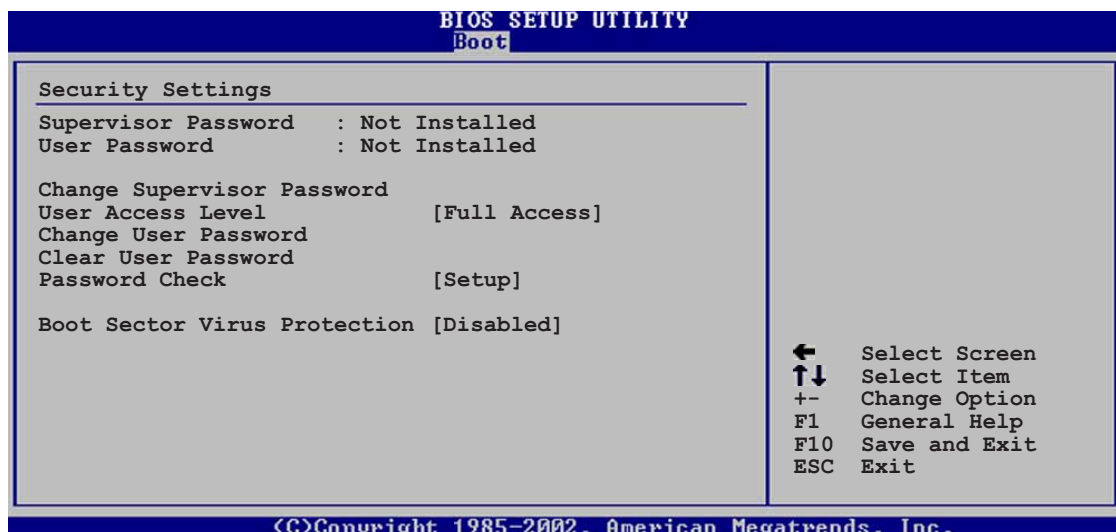 BIOS SETUP UTILITY
Boot
Security Settings
Supervisor Password : Not Installed
User Password : Not Installed
Change Supervisor Password
User Access Level [Full Access]
Change User Password
Clear User Password
Password Check [Setup]
Boot Sector Virus Protection [Disabled]
← Select Screen
↑↓ Select Item
+- Change Option
F1 General Help
F10 Save and Exit
ESC Exit
(C)Copyright 1985-2002, American Megatrends, Inc.